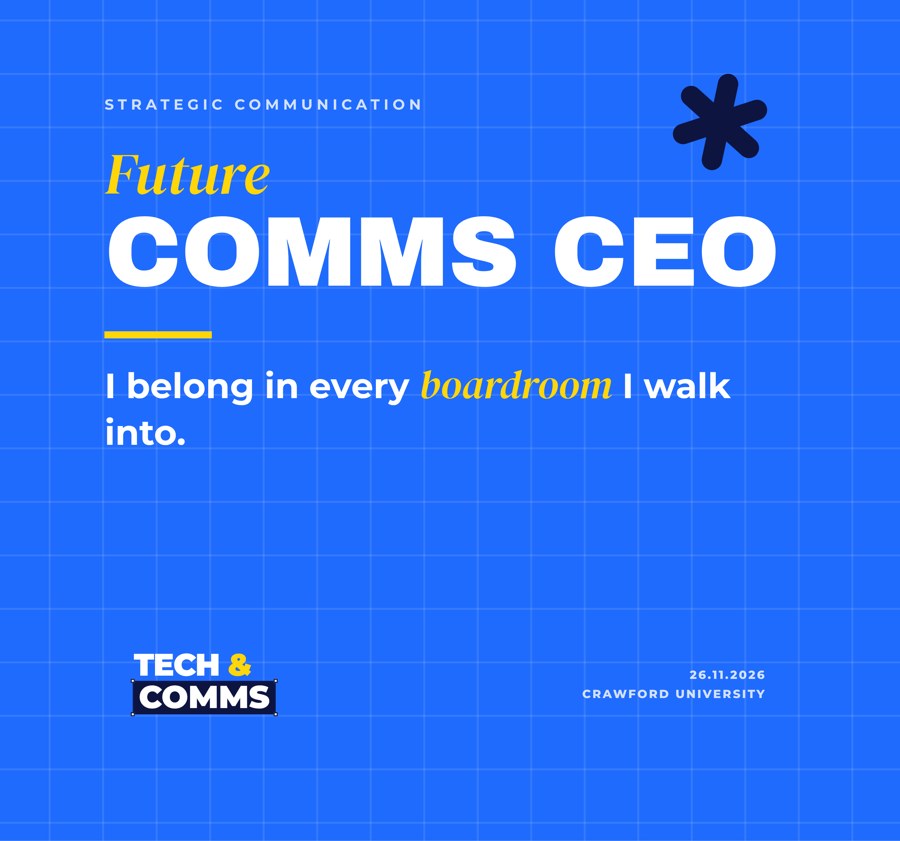 STRATEGIC COMMUNICATION
Future
COMMS CEO
I belong in every boardroom I walk
into.
TECH &
COMMS
26.11.2026
CRAWFORD UNIVERSITY